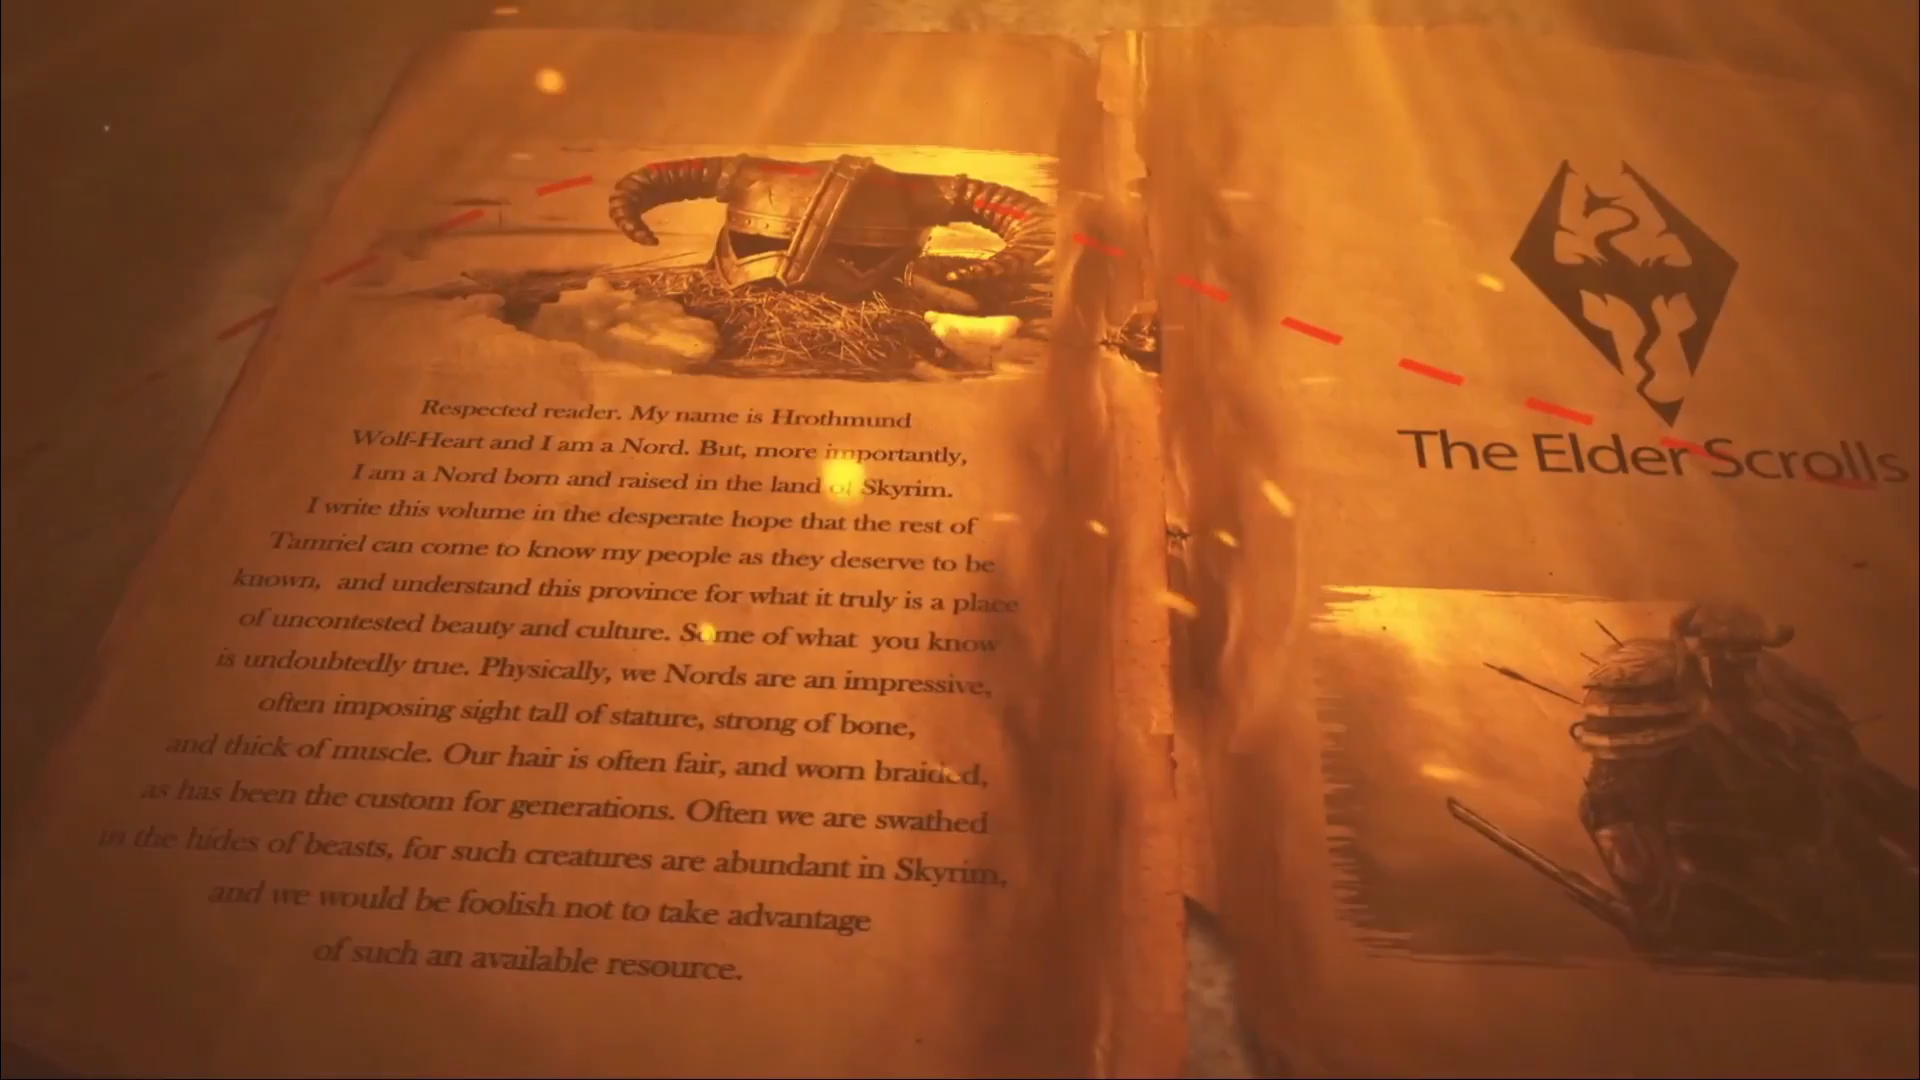 Respected reader. My name is Hrothmund
Wolf-Heart and I am a Nord. But, more importantly,
I am a Nord born and raised in the land of Skyrim.
I write this volume in the desperate hope that the rest of
Tamriel can come to know my people as they deserve to be
known, and understand this province for what it truly is a place
of uncontested beauty and culture. Some of what you know
is undoubtedly true. Physically, we Nords are an impressive,
often imposing sight tall of stature, strong of bone,
and thick of muscle. Our hair is often fair, and worn braided,
as has been the custom for generations. Often we are swathed
in the hides of beasts, for such creatures are abundant in Skyrim,
and we would be foolish not to take advantage
of such an available resource.
The Elder Scrolls